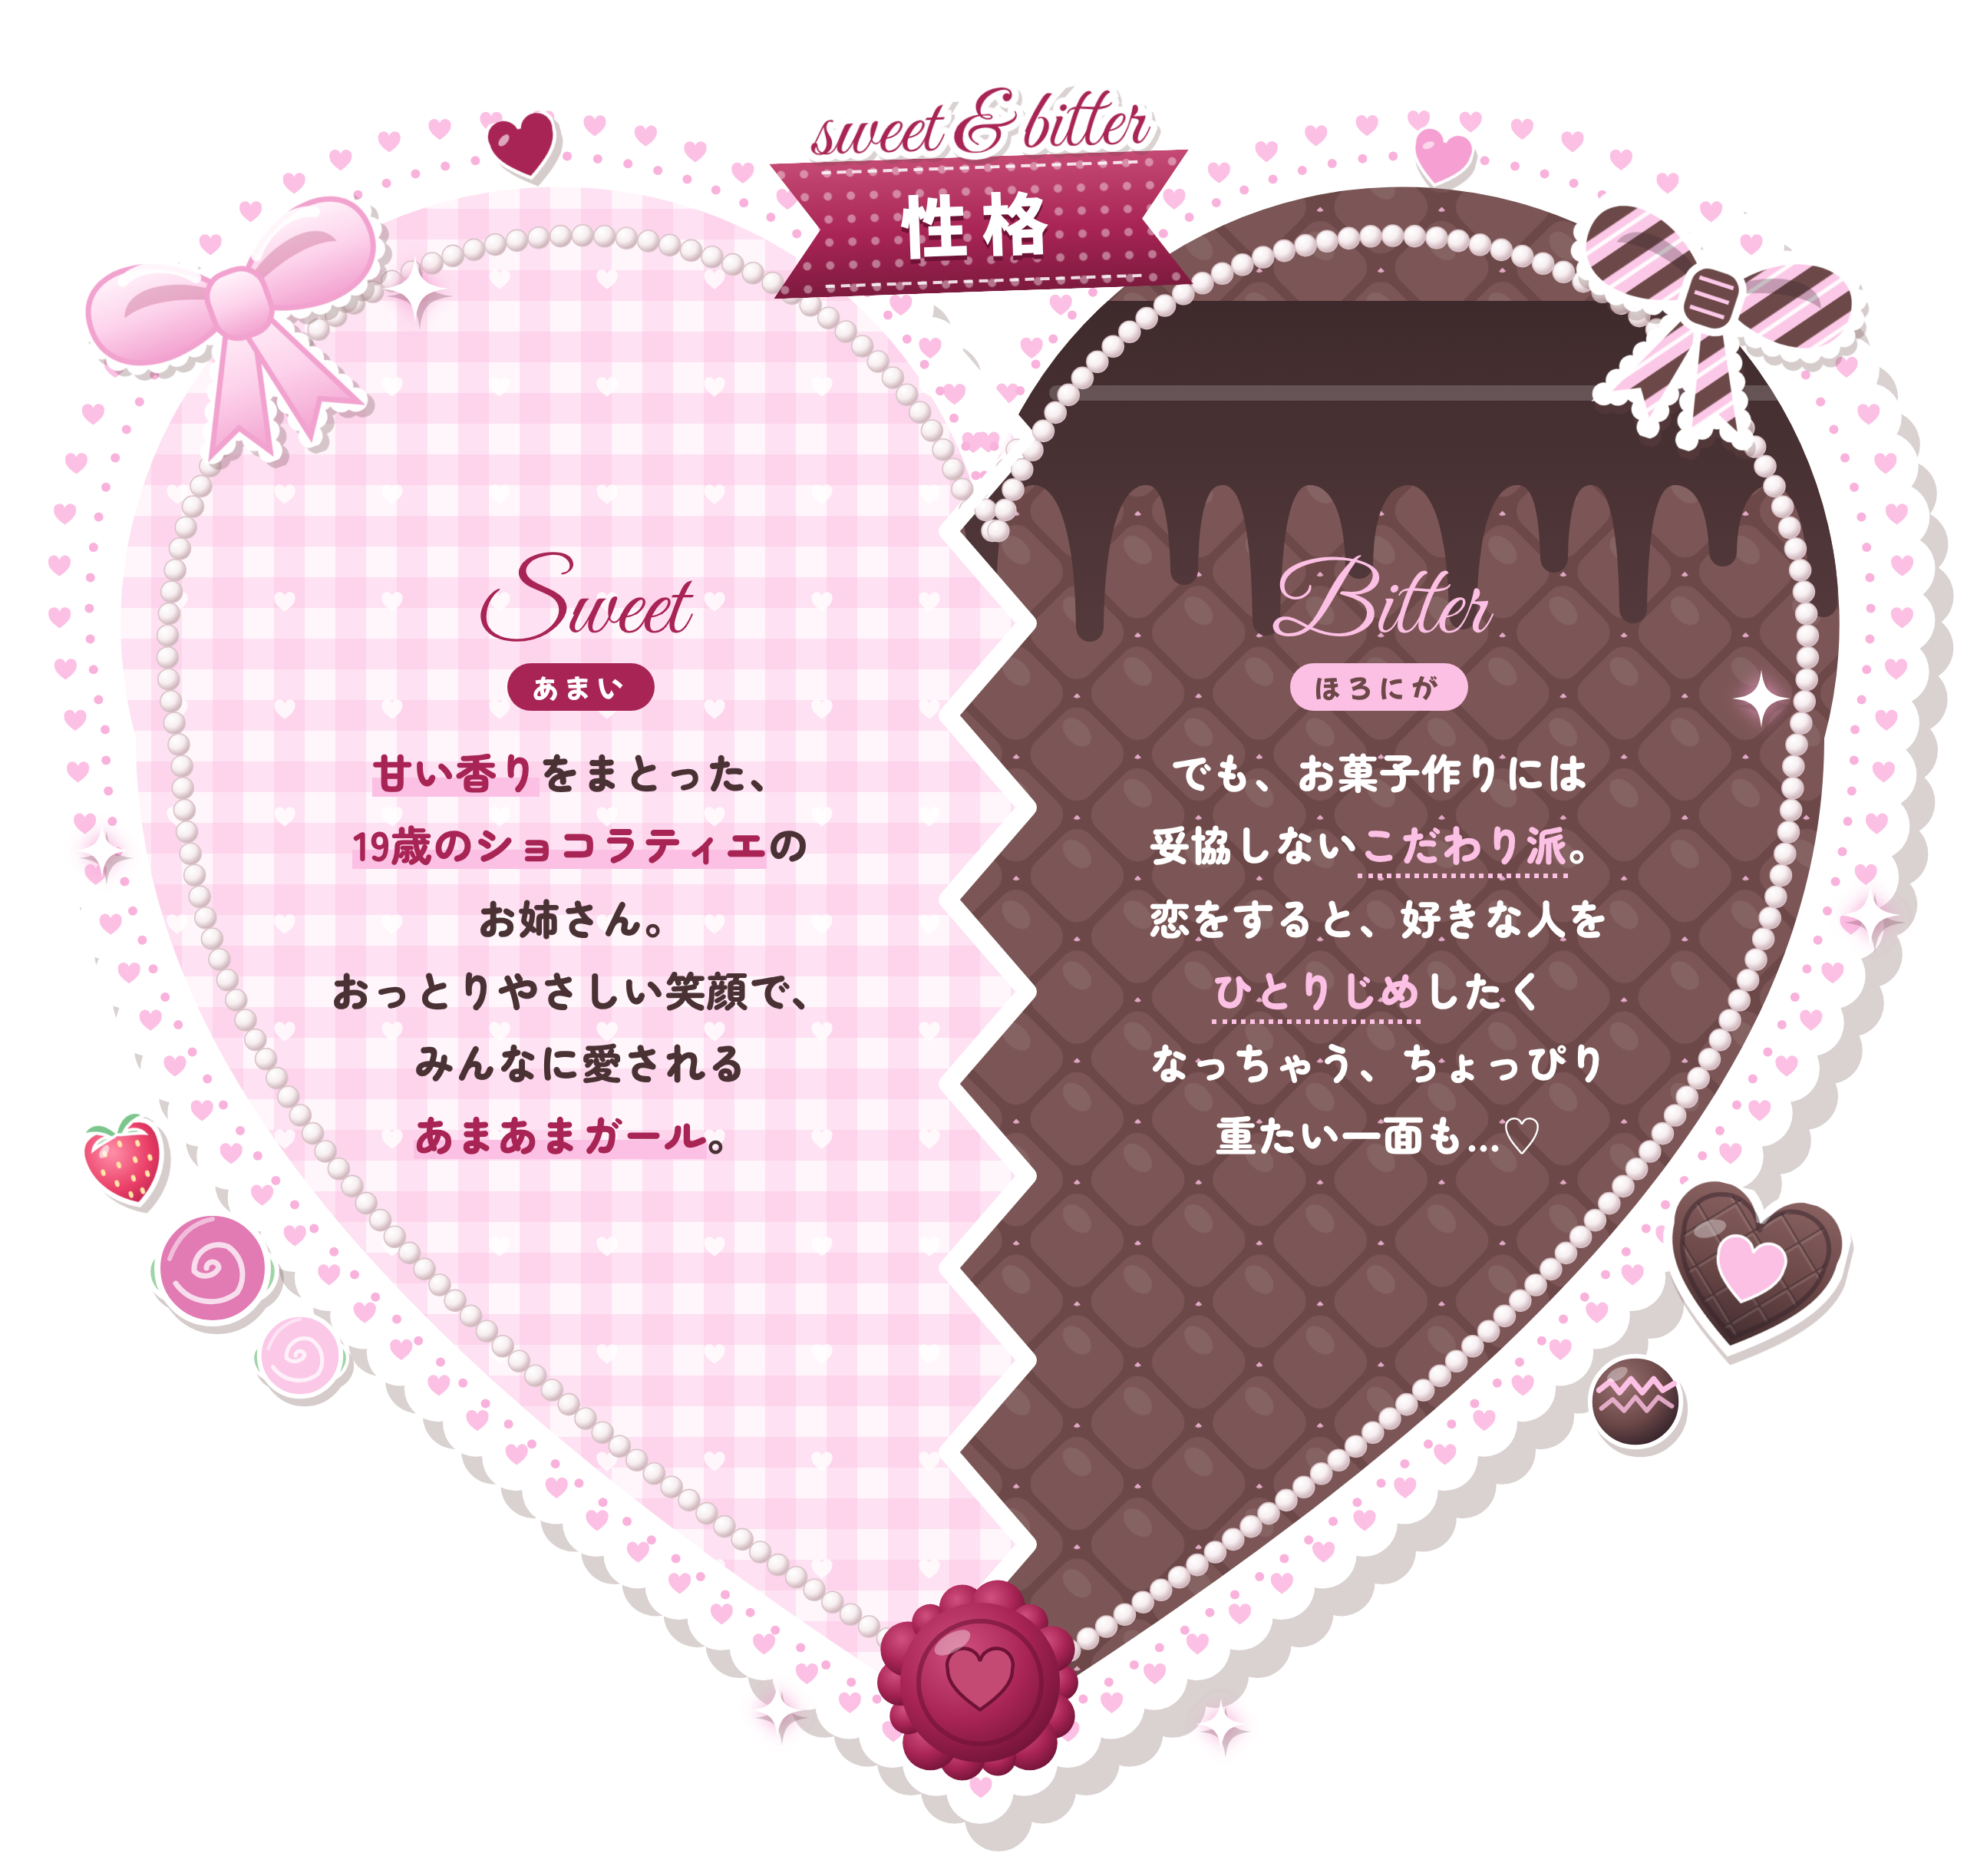 sweet & bitter
性格
Sweet
あまい
甘い香りをまとった、
19歳のショコラティエの
お姉さん。
おっとりやさしい笑顔で、
みんなに愛される
あまあまガール。
Bitter
ほろにが
でも、お菓子作りには
妥協しないこだわり派。
恋をすると、好きな人を
ひとりじめしたく
なっちゃう、ちょっぴり
重たい一面も…♡